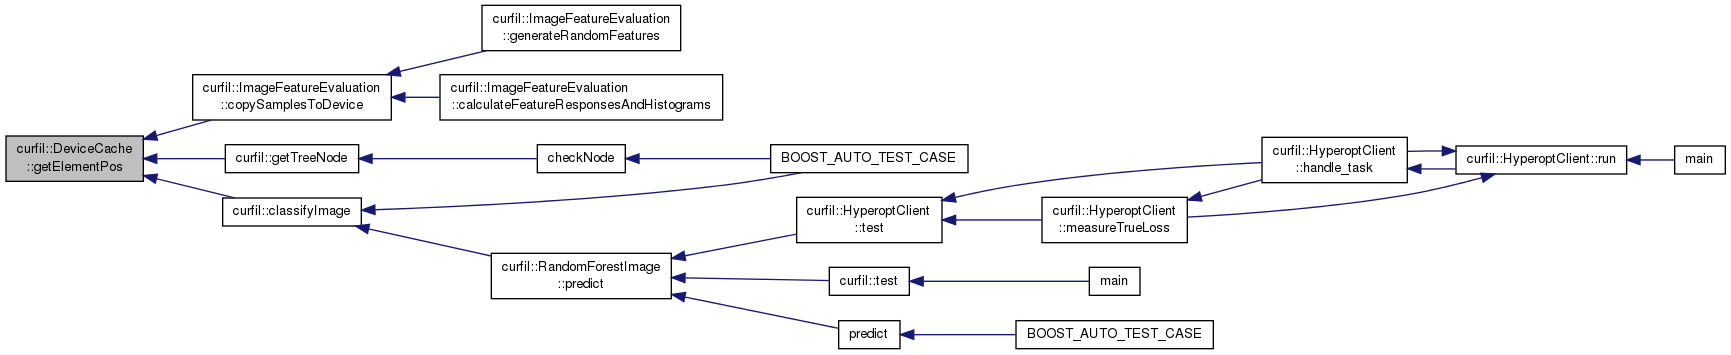 curfil::ImageFeatureEvaluation
::generateRandomFeatures
curfil::ImageFeatureEvaluation
::copySamplesToDevice
curfil::ImageFeatureEvaluation
::calculateFeatureResponsesAndHistograms
curfil::DeviceCache
::getElementPos
curfil::getTreeNode
checkNode
BOOST_AUTO_TEST_CASE
curfil::HyperoptClient
::handle_task
curfil::HyperoptClient::run
main
curfil::classifyImage
curfil::HyperoptClient
::test
curfil::HyperoptClient
::measureTrueLoss
curfil::RandomForestImage
::predict
curfil::test
main
predict
BOOST_AUTO_TEST_CASE